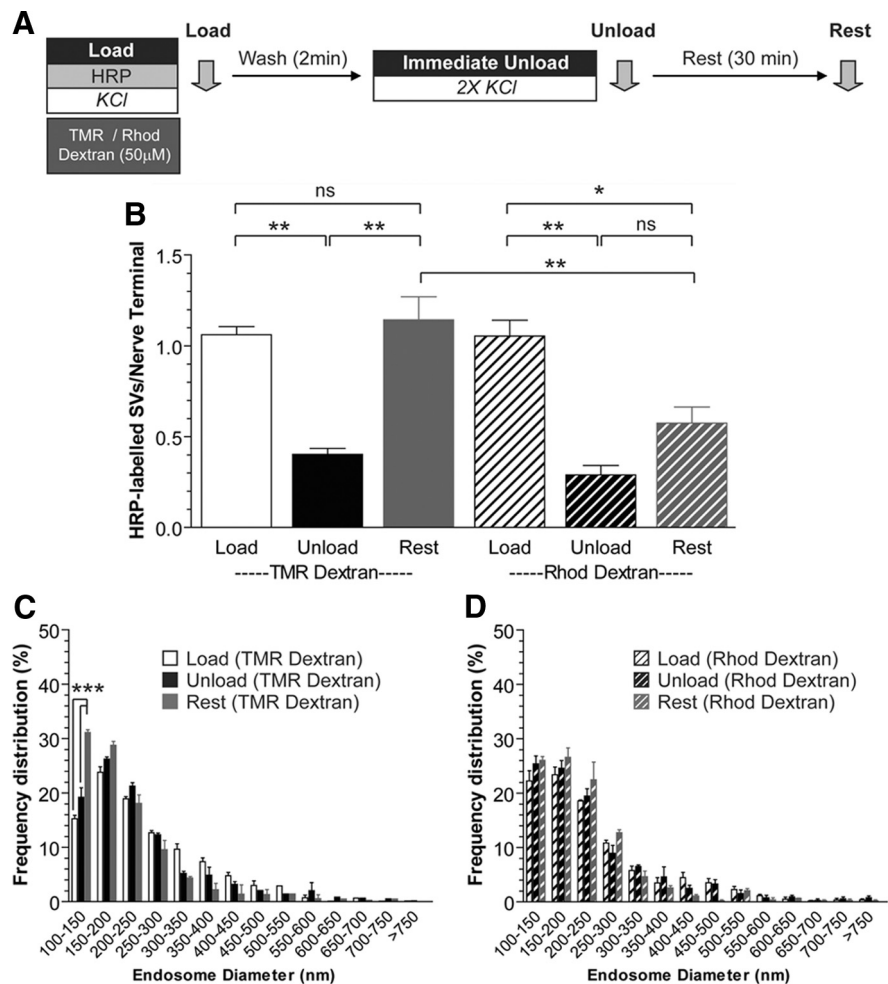 A
Load
HRP
KCl
TMR / Rhod
Dextran (50µM)
Load
Wash (2min)
Immediate Unload
2X KCl
Unload
Rest (30 min)
Rest
B
ns
*
**
**
**
ns
**
HRP-labelled SVs/Nerve Terminal
1.5
1.0
0.5
0.0
Load
Unload
Rest
Load
Unload
Rest
-----TMR Dextran-----
-----Rhod Dextran-----
C
Frequency distribution (%)
50
40
30
20
10
0
***
Load (TMR Dextran)
Unload (TMR Dextran)
Rest (TMR Dextran)
100-150
150-200
200-250
250-300
300-350
350-400
400-450
450-500
500-550
550-600
600-650
650-700
700-750
>750
Endosome Diameter (nm)
D
Frequency distribution (%)
50
40
30
20
10
0
Load (Rhod Dextran)
Unload (Rhod Dextran)
Rest (Rhod Dextran)
100-150
150-200
200-250
250-300
300-350
350-400
400-450
450-500
500-550
550-600
600-650
650-700
700-750
>750
Endosome Diameter (nm)